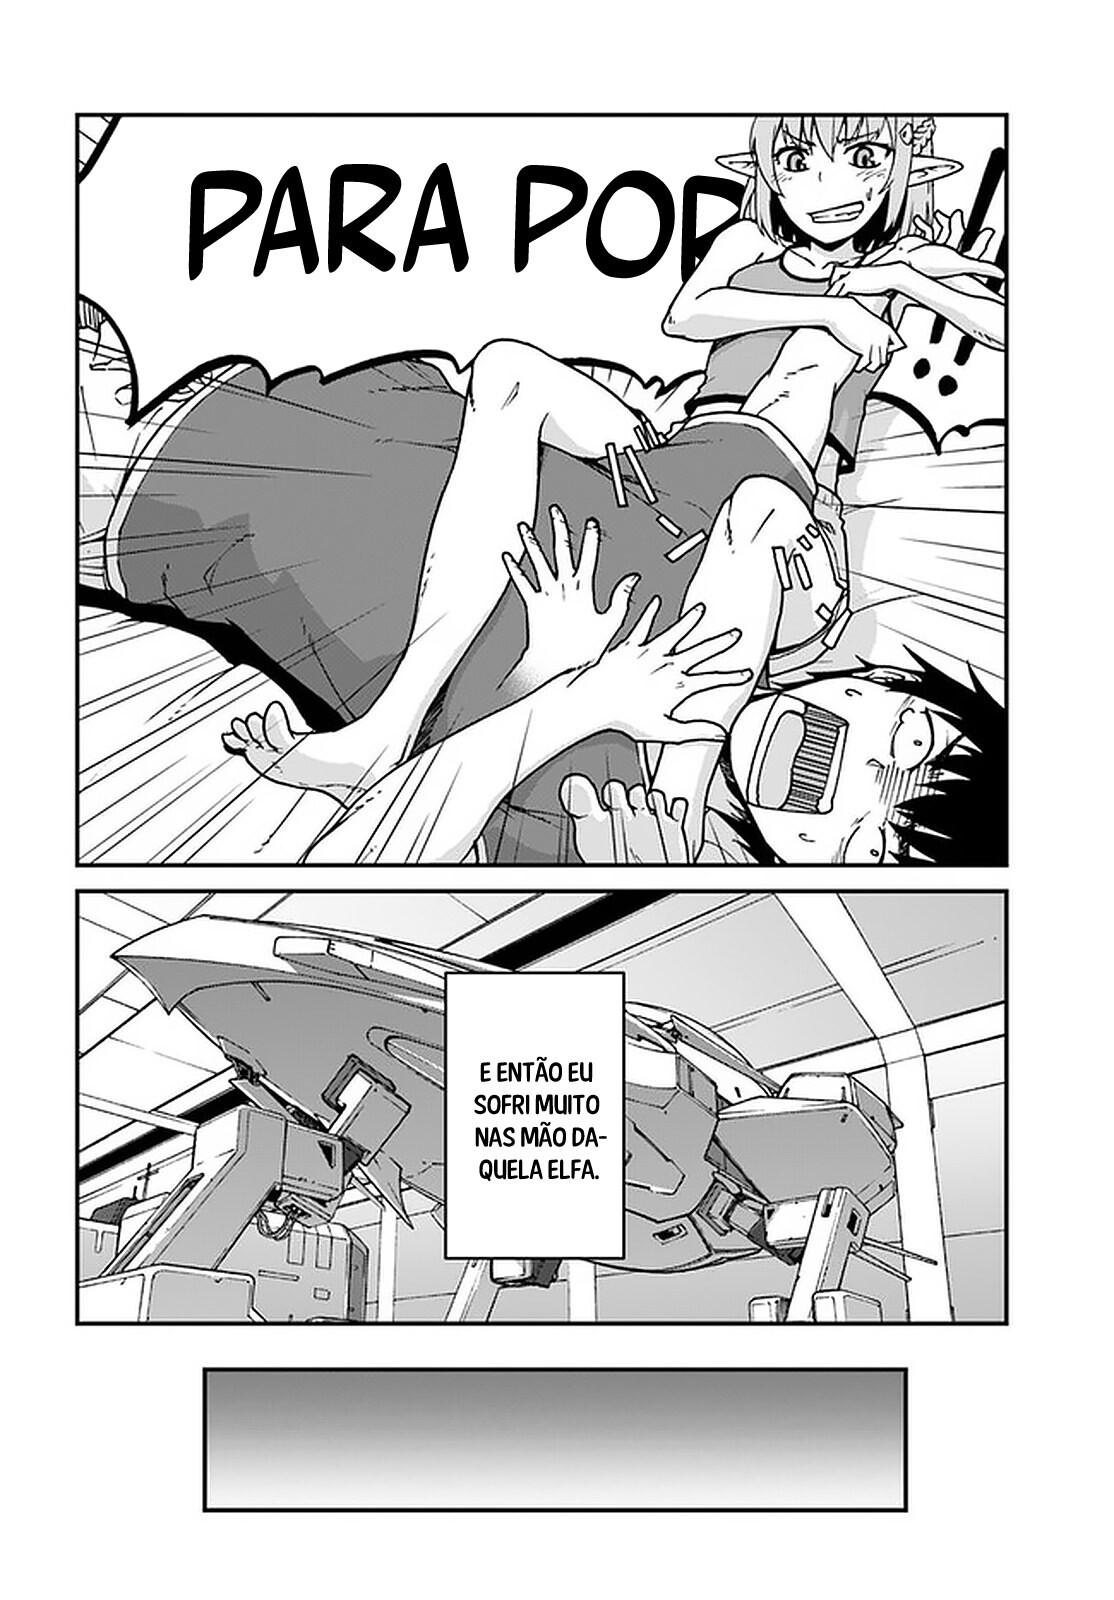 PARA POR
!!
E ENTÃO EU
SOFRI MUITO
NAS MÃO DA-
QUELA ELFA.